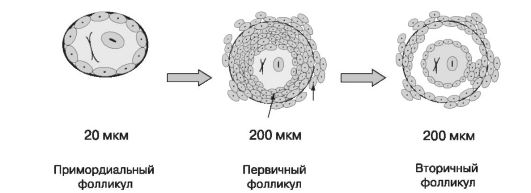 20 мкм
200 мкм
200 мкм
Примордиальный
фолликул
Первичный
фолликул
Вторичный
фолликул